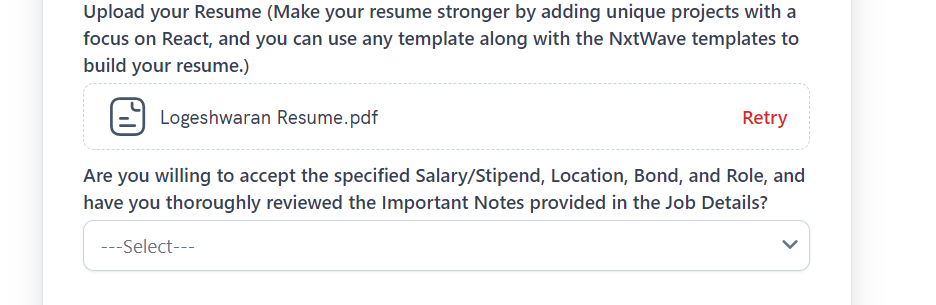 Upload your Resume (Make your resume stronger by adding unique projects with a
focus on React, and you can use any template along with the NxtWave templates to
build your resume.)
Logeshwaran Resume.pdf
Retry
Are you willing to accept the specified Salary/Stipend, Location, Bond, and Role, and
have you thoroughly reviewed the Important Notes provided in the Job Details?
---Select---